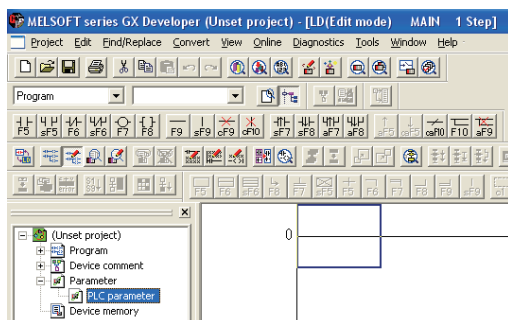 MELSOFT series GX Developer (Unset project) - [LD(Edit mode) MAIN 1 Step]
Project Edit Find/Replace Convert View Online Diagnostics Tools Window Help
Program
F5 sF5 F6 sF6 F7 F8 F9 sF9 cF9 cF10 sF7 sF8 aF7 aF8 aF5 caF5 caF10 F10 aF9
F5 F6 sF6 F7 F8 sF5 F5 F6 F7 F8 F9 sF9
x
(Unset project)
Program
Device comment
Parameter
PLC parameter
Device memory
0